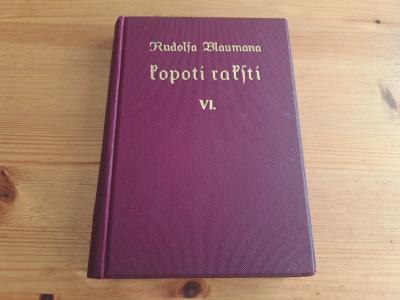 Rudolfa Blaumana
kopoti rakſti
VI.